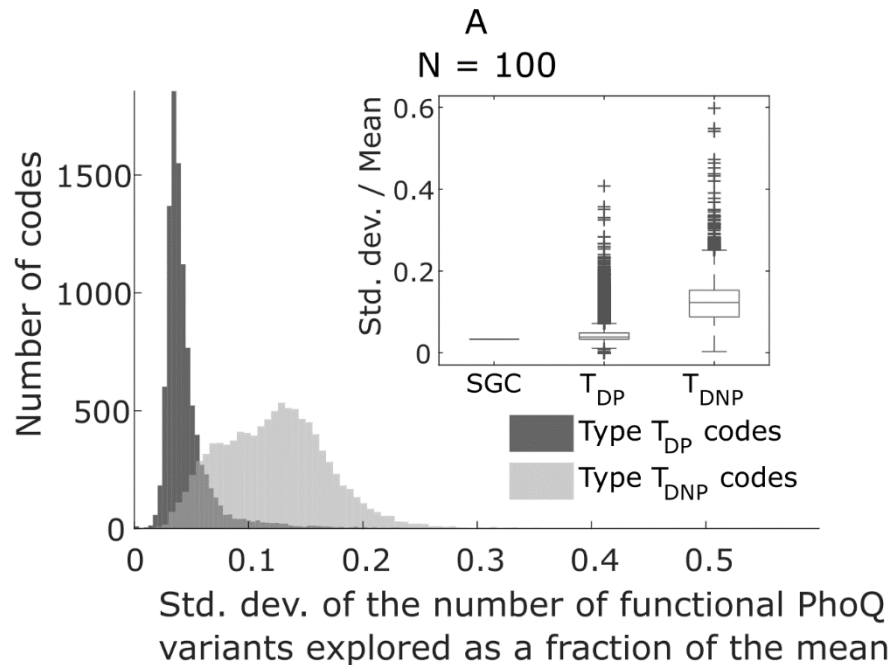 A
N = 100
Number of codes
1500
1000
500
0
0 0.1 0.2 0.3 0.4 0.5
Std. dev. of the number of functional PhoQ
variants explored as a fraction of the mean
Std. dev. / Mean
0.6
0.4
0.2
0
SGC T_DP T_DNP
Type T_DP codes
Type T_DNP codes